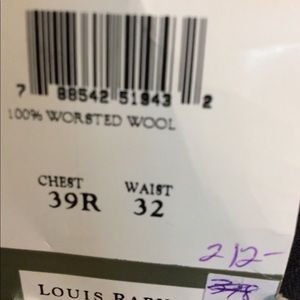 7 88542 51943 2
100% WORSTED WOOL
CHEST WAIST
39R 32
212-
LOUIS